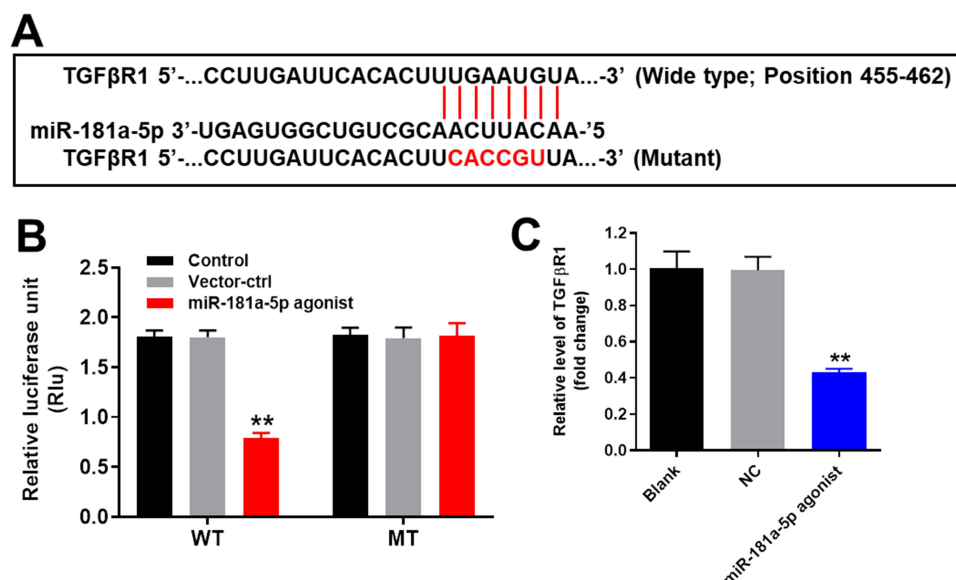 A
TGFβR1 5’-...CCUUGAUUCACACUUUGAAUGUA...-3’ (Wide type; Position 455-462)
miR-181a-5p 3’-UGAGUGGCUGUCGCAACUUACAA-’5
TGFβR1 5’-...CCUUGAUUCACACUUCACCGUUA...-3’ (Mutant)
B
Control
Vector-ctrl
miR-181a-5p agonist
Relative luciferase unit
(Rlu)
2.5
2.0
1.5
1.0
0.5
0.0
**
WT
MT
C
Relative level of TGFβR1
(fold change)
1.2
1.0
0.8
0.6
0.4
0.2
0.0
**
Blank
NC
miR-181a-5p agonist